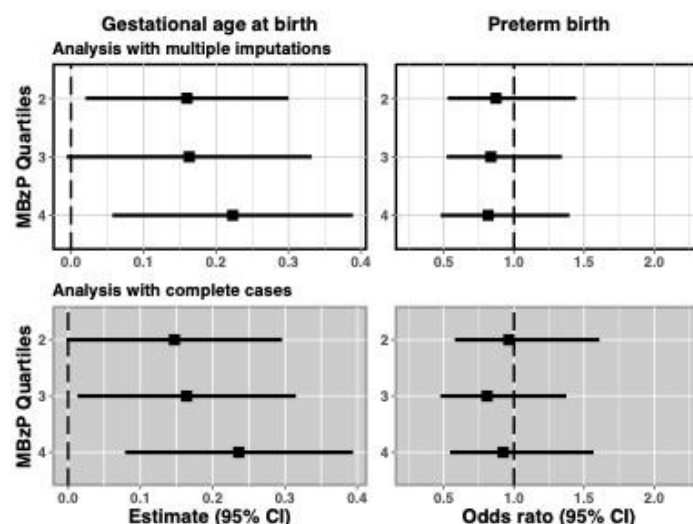 Gestational age at birth
Preterm birth
Analysis with multiple imputations
MBzP Quartiles
2
3
4
2
3
4
0.0 0.1 0.2 0.3 0.4
0.5 1.0 1.5 2.0
Analysis with complete cases
MBzP Quartiles
2
3
4
2
3
4
0.0 0.1 0.2 0.3 0.4
0.5 1.0 1.5 2.0
Estimate (95% CI)
Odds rato (95% CI)